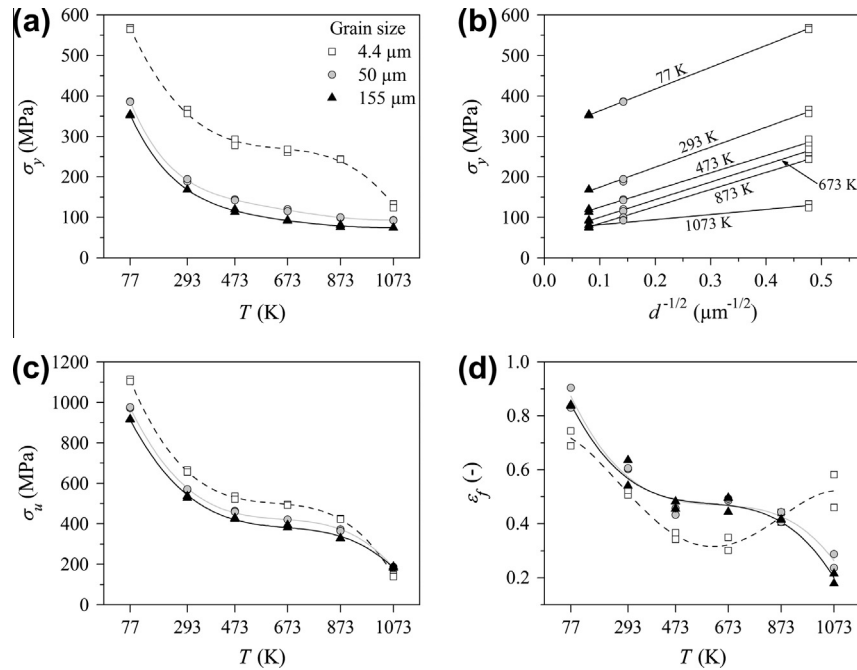 (a)
600
500
400
300
200
100
0
σy (MPa)
77 293 473 673 873 1073
T (K)
Grain size
4.4 µm
50 µm
155 µm
(b)
600
500
400
300
200
100
0
σy (MPa)
77 K
293 K
473 K
673 K
873 K
1073 K
0.0 0.1 0.2 0.3 0.4 0.5
d-1/2 (µm-1/2)
(c)
1200
1000
800
600
400
200
0
σu (MPa)
77 293 473 673 873 1073
T (K)
(d)
1.0
0.8
0.6
0.4
0.2
εf (-)
77 293 473 673 873 1073
T (K)